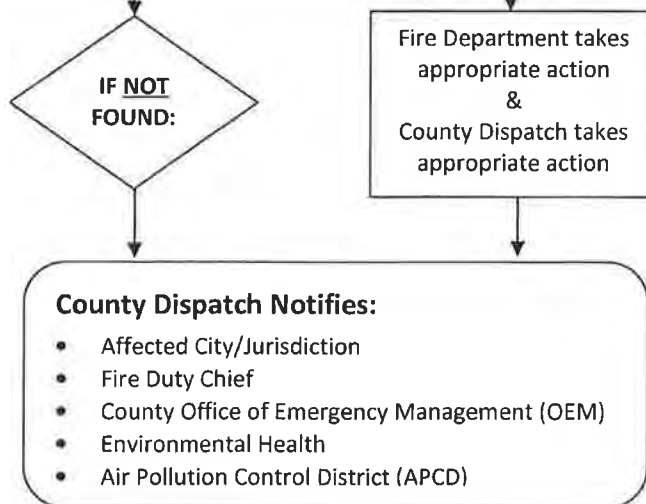 IF NOT
FOUND:
Fire Department takes
appropriate action
&
County Dispatch takes
appropriate action
County Dispatch Notifies:
• Affected City/Jurisdiction
• Fire Duty Chief
• County Office of Emergency Management (OEM)
• Environmental Health
• Air Pollution Control District (APCD)